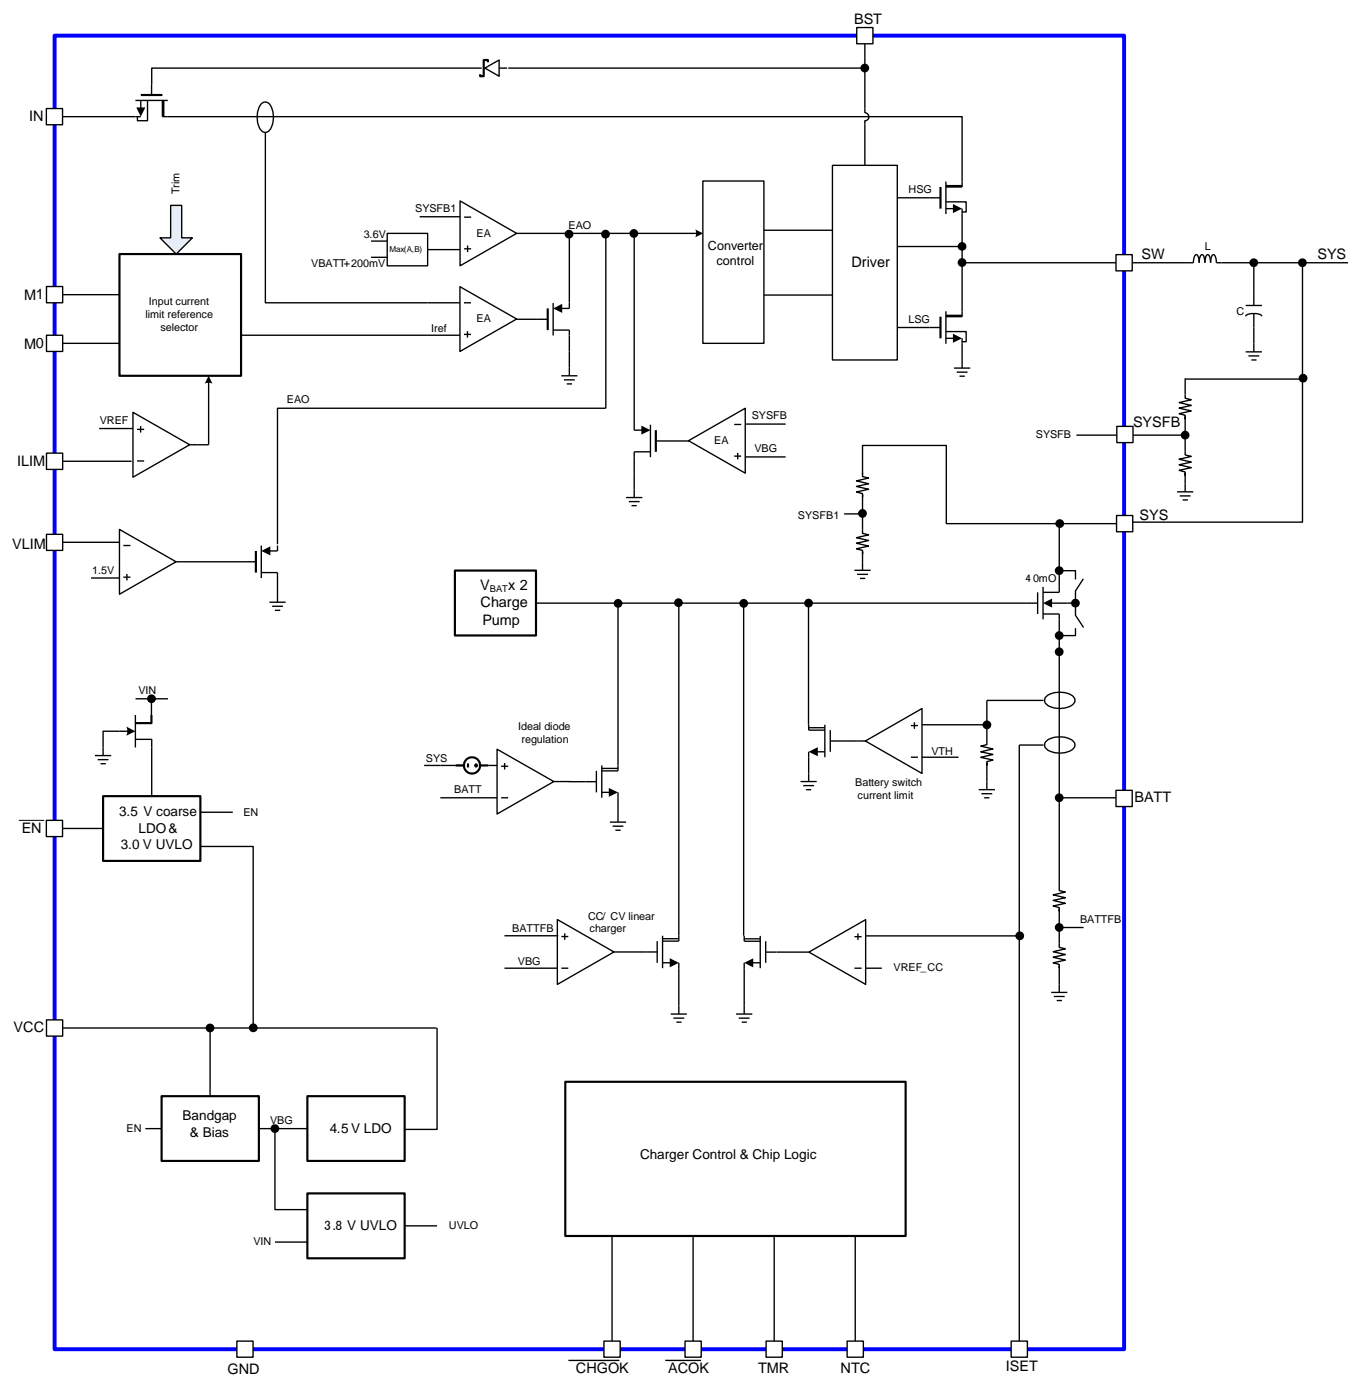 BST
IN
Trim
HSG
SYSFB1
EA
EAO
3.6V
Max(A,B)
VBATT+200mV
Converter
control
Driver
SW
L
SYS
M1
Input current
limit reference
selector
EA
Iref
C
M0
LSG
EAO
VREF
SYSFB
EA
VBG
SYSFB
SYSFB
ILIM
SYSFB1
SYS
VLIM
1.5V
VBATx 2
Charge
Pump
40mO
VIN
Ideal diode
regulation
SYS
BATT
VTH
Battery switch
current limit
BATT
EN
3.5 V coarse
LDO &
3.0 V UVLO
EN
CC/ CV linear
charger
BATTFB
VBG
VREF_CC
BATTFB
VCC
EN
Bandgap
& Bias
VBG
4.5 V LDO
Charger Control & Chip Logic
3.8 V UVLO
UVLO
VIN
GND
CHGOK
ACOK
TMR
NTC
ISET